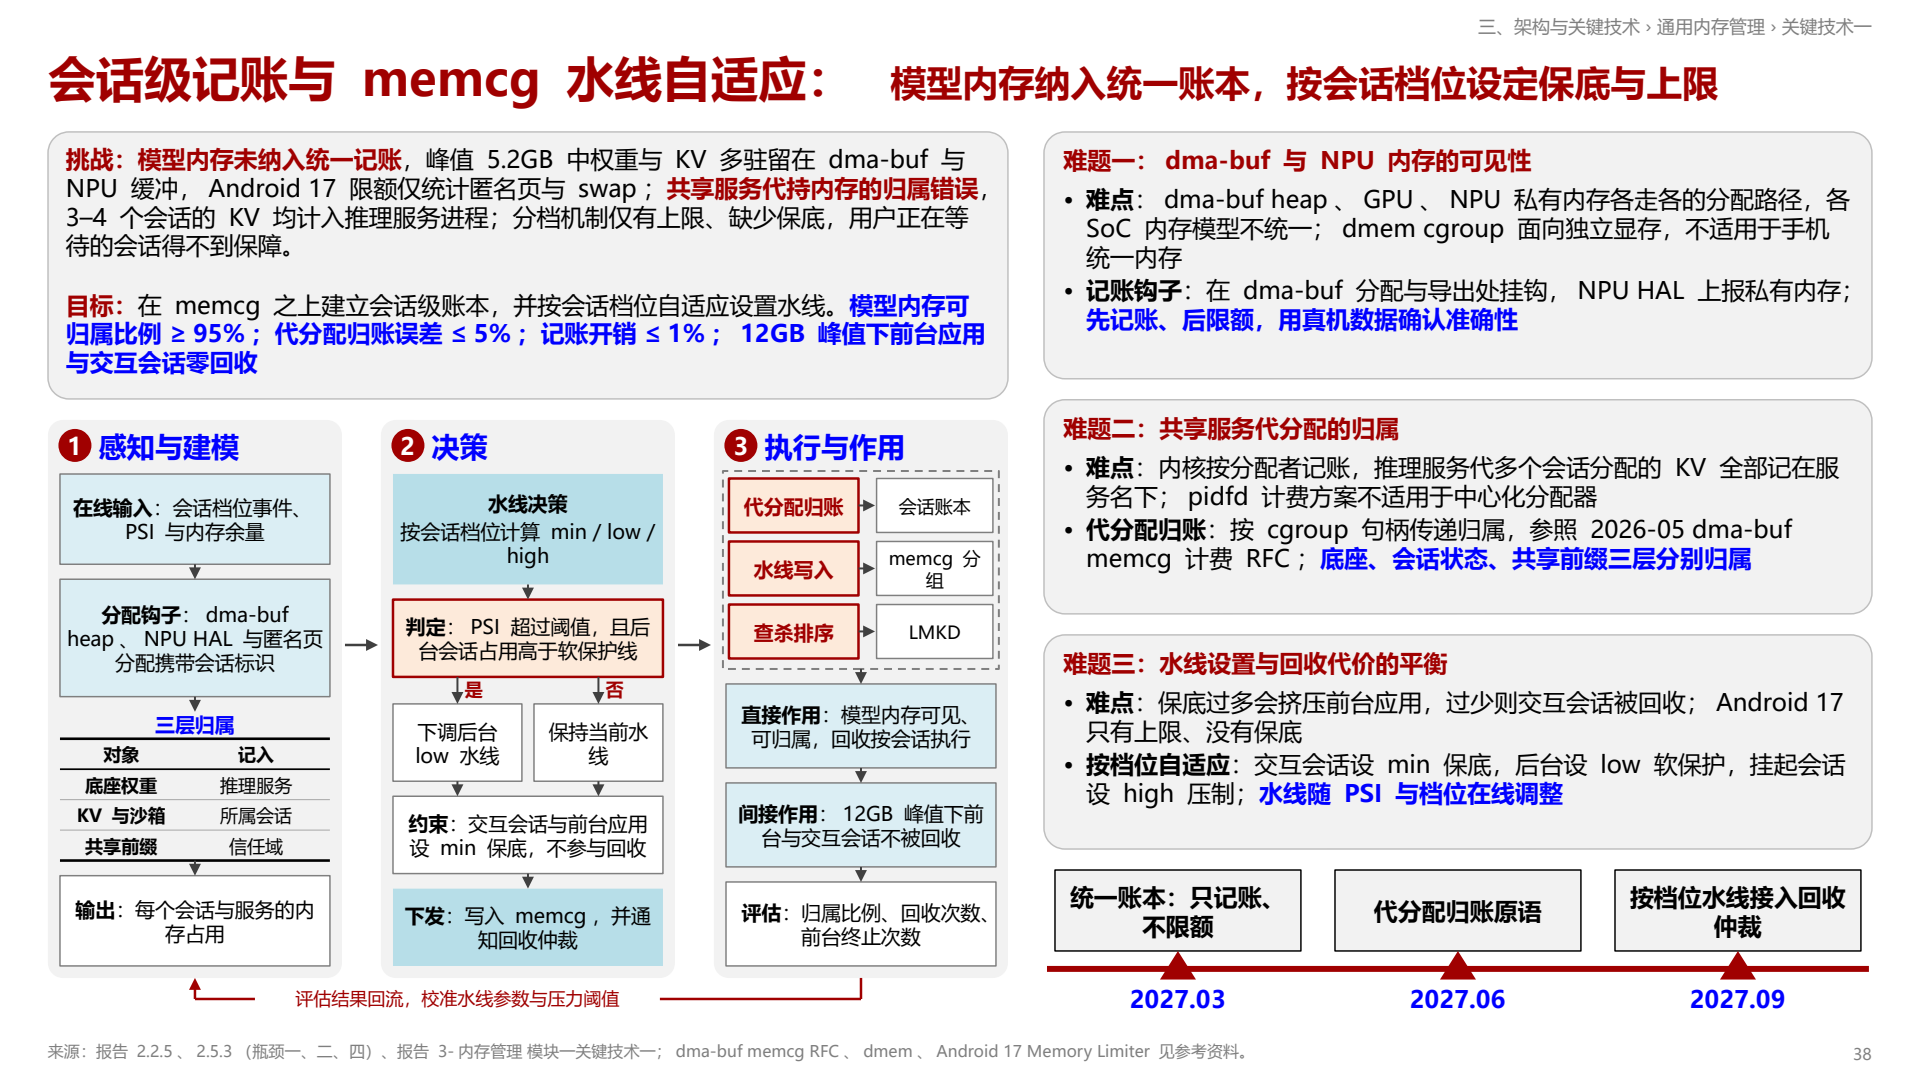 三、架构与关键技术 › 通用内存管理 › 关键技术一
会话级记账与 memcg 水线自适应： 模型内存纳入统一账本，按会话档位设定保底与上限
挑战：模型内存未纳入统一记账，峰值 5.2GB 中权重与 KV 多驻留在 dma-buf 与
NPU 缓冲， Android 17 限额仅统计匿名页与 swap ；共享服务代持内存的归属错误，
3–4 个会话的 KV 均计入推理服务进程；分档机制仅有上限、缺少保底，用户正在等
待的会话得不到保障。
目标：在 memcg 之上建立会话级账本，并按会话档位自适应设置水线。模型内存可
归属比例 ≥ 95% ；代分配归账误差 ≤ 5% ；记账开销 ≤ 1% ； 12GB 峰值下前台应用
与交互会话零回收
1 感知与建模
在线输入：会话档位事件、
PSI 与内存余量
分配钩子： dma-buf
heap 、 NPU HAL 与匿名页
分配携带会话标识
三层归属
对象 记入
底座权重 推理服务
KV 与沙箱 所属会话
共享前缀 信任域
输出：每个会话与服务的内
存占用
2 决策
水线决策
按会话档位计算 min / low /
high
判定： PSI 超过阈值，且后
台会话占用高于软保护线
是 否
下调后台
low 水线
保持当前水
线
约束：交互会话与前台应用
设 min 保底，不参与回收
下发：写入 memcg ，并通
知回收仲裁
3 执行与作用
代分配归账 会话账本
水线写入 memcg 分
组
查杀排序 LMKD
直接作用：模型内存可见、
可归属，回收按会话执行
间接作用： 12GB 峰值下前
台与交互会话不被回收
评估：归属比例、回收次数、
前台终止次数
评估结果回流，校准水线参数与压力阈值
难题一： dma-buf 与 NPU 内存的可见性
• 难点： dma-buf heap 、 GPU 、 NPU 私有内存各走各的分配路径，各
SoC 内存模型不统一； dmem cgroup 面向独立显存，不适用于手机
统一内存
• 记账钩子：在 dma-buf 分配与导出处挂钩， NPU HAL 上报私有内存；
先记账、后限额，用真机数据确认准确性
难题二：共享服务代分配的归属
• 难点：内核按分配者记账，推理服务代多个会话分配的 KV 全部记在服
务名下； pidfd 计费方案不适用于中心化分配器
• 代分配归账：按 cgroup 句柄传递归属，参照 2026-05 dma-buf
memcg 计费 RFC ；底座、会话状态、共享前缀三层分别归属
难题三：水线设置与回收代价的平衡
• 难点：保底过多会挤压前台应用，过少则交互会话被回收； Android 17
只有上限、没有保底
• 按档位自适应：交互会话设 min 保底，后台设 low 软保护，挂起会话
设 high 压制；水线随 PSI 与档位在线调整
统一账本：只记账、
不限额
代分配归账原语
按档位水线接入回收
仲裁
2027.03 2027.06 2027.09
来源：报告 2.2.5 、 2.5.3 （瓶颈一、二、四）、报告 3- 内存管理 模块一关键技术一； dma-buf memcg RFC 、 dmem 、 Android 17 Memory Limiter 见参考资料。
38